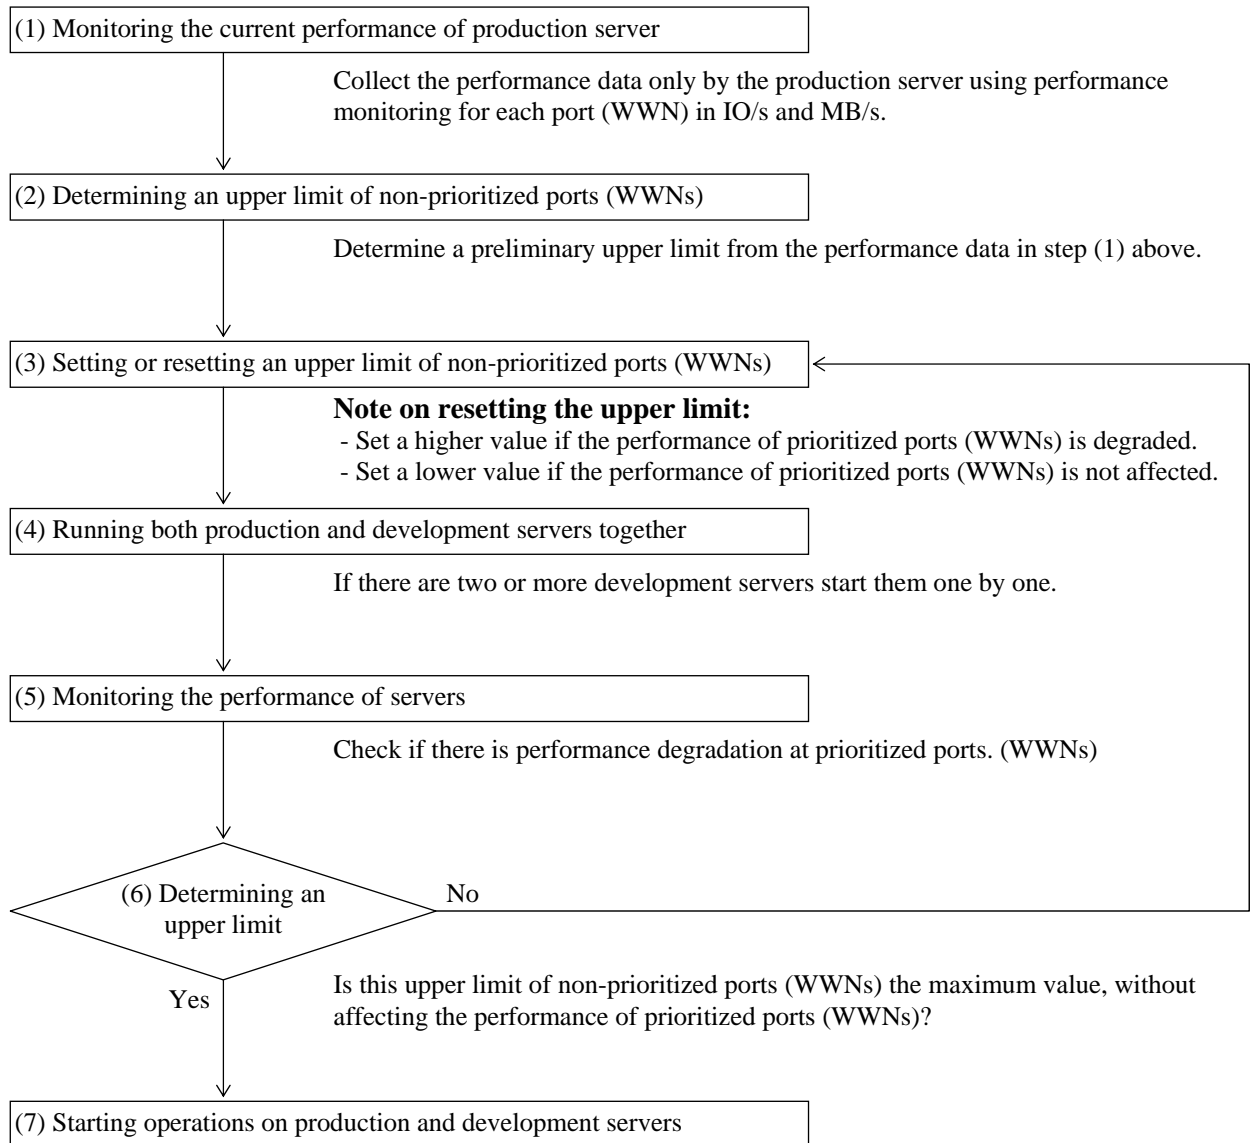 (1) Monitoring the current performance of production server
Collect the performance data only by the production server using performance
monitoring for each port (WWN) in IO/s and MB/s.
(2) Determining an upper limit of non-prioritized ports (WWNs)
Determine a preliminary upper limit from the performance data in step (1) above.
(3) Setting or resetting an upper limit of non-prioritized ports (WWNs)
Note on resetting the upper limit:
- Set a higher value if the performance of prioritized ports (WWNs) is degraded.
- Set a lower value if the performance of prioritized ports (WWNs) is not affected.
(4) Running both production and development servers together
If there are two or more development servers start them one by one.
(5) Monitoring the performance of servers
Check if there is performance degradation at prioritized ports. (WWNs)
(6) Determining an
upper limit
No
Yes
Is this upper limit of non-prioritized ports (WWNs) the maximum value, without
affecting the performance of prioritized ports (WWNs)?
(7) Starting operations on production and development servers